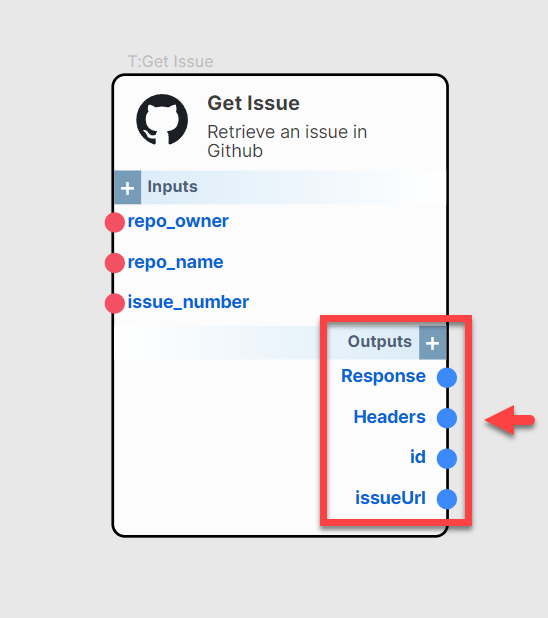 T:Get Issue
Get Issue
Retrieve an issue in
Github
+ Inputs
repo_owner
repo_name
issue_number
Outputs +
Response
Headers
id
issueUrl